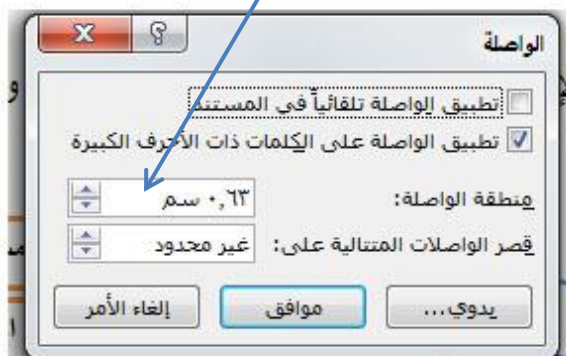 الواصلة
تطبيق الواصلة تلقائياً في المستند
تطبيق الواصلة على الكلمات ذات الأحرف الكبيرة
منطقة الواصلة: ٠,٦٣ سم
قصر الواصلات المتتالية على: غير محدود
يدوي... موافق إلغاء الأمر